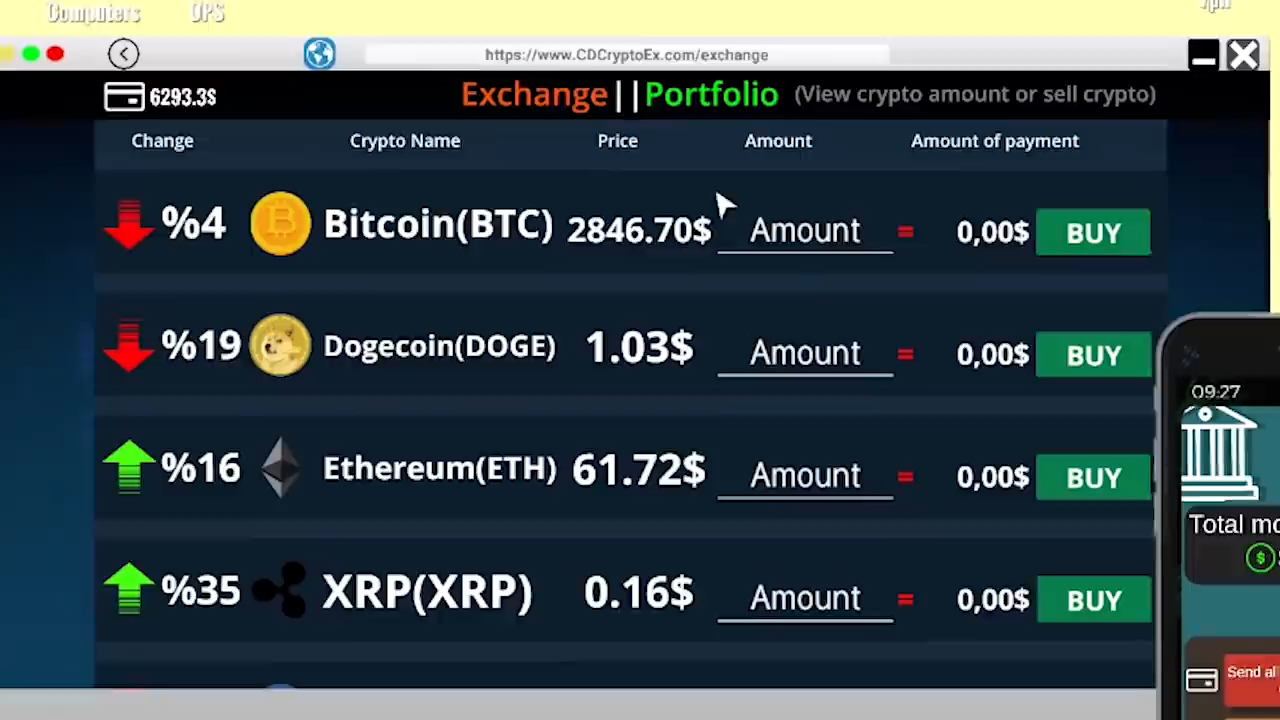 Computers OPS
https://www.CDCryptoEx.com/exchange
6293.3$ Exchange||Portfolio (View crypto amount or sell crypto)
Change Crypto Name Price Amount Amount of payment
%4 Bitcoin(BTC) 2846.70$ Amount = 0,00$ BUY
%19 Dogecoin(DOGE) 1.03$ Amount = 0,00$ BUY
%16 Ethereum(ETH) 61.72$ Amount = 0,00$ BUY
%35 XRP(XRP) 0.16$ Amount = 0,00$ BUY
09:27
Total mo
Send al